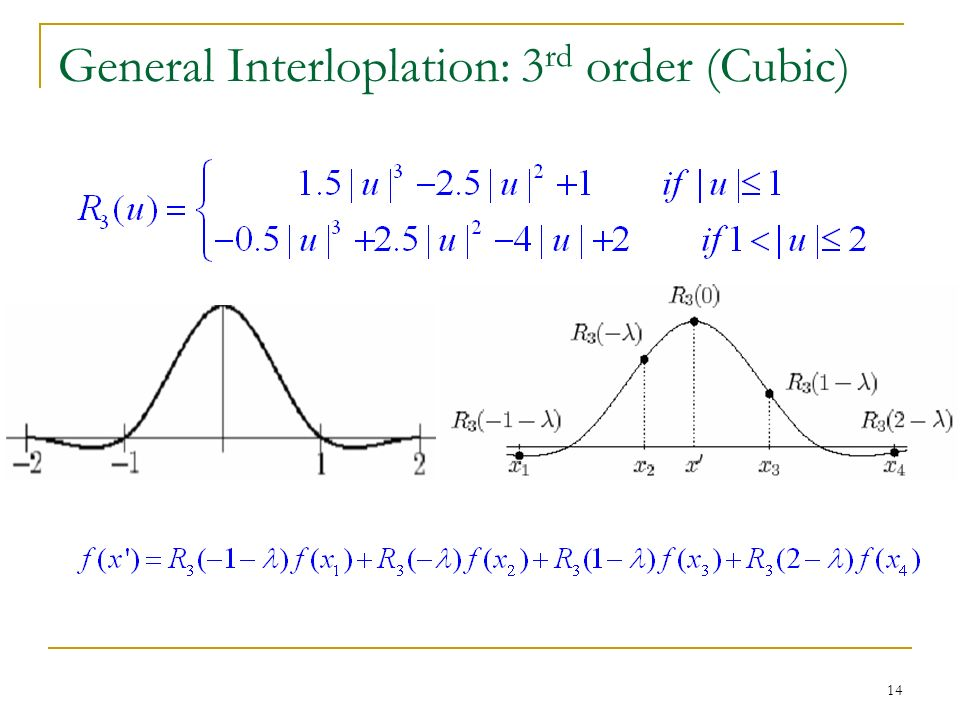 General Interloplation: 3rd order (Cubic)
R₃(u) = { 1.5|u|³ −2.5|u|² +1 if |u|≤1
−0.5|u|³ +2.5|u|² −4|u|+2 if 1<|u|≤2
-2 -1 1 2
R₃(0)
R₃(−λ)
R₃(1−λ)
R₃(−1−λ) R₃(2−λ)
x₁ x₂ x′ x₃ x₄
f(x') = R₃(−1−λ)f(x₁)+R₃(−λ)f(x₂)+R₃(1−λ)f(x₃)+R₃(2−λ)f(x₄)
14